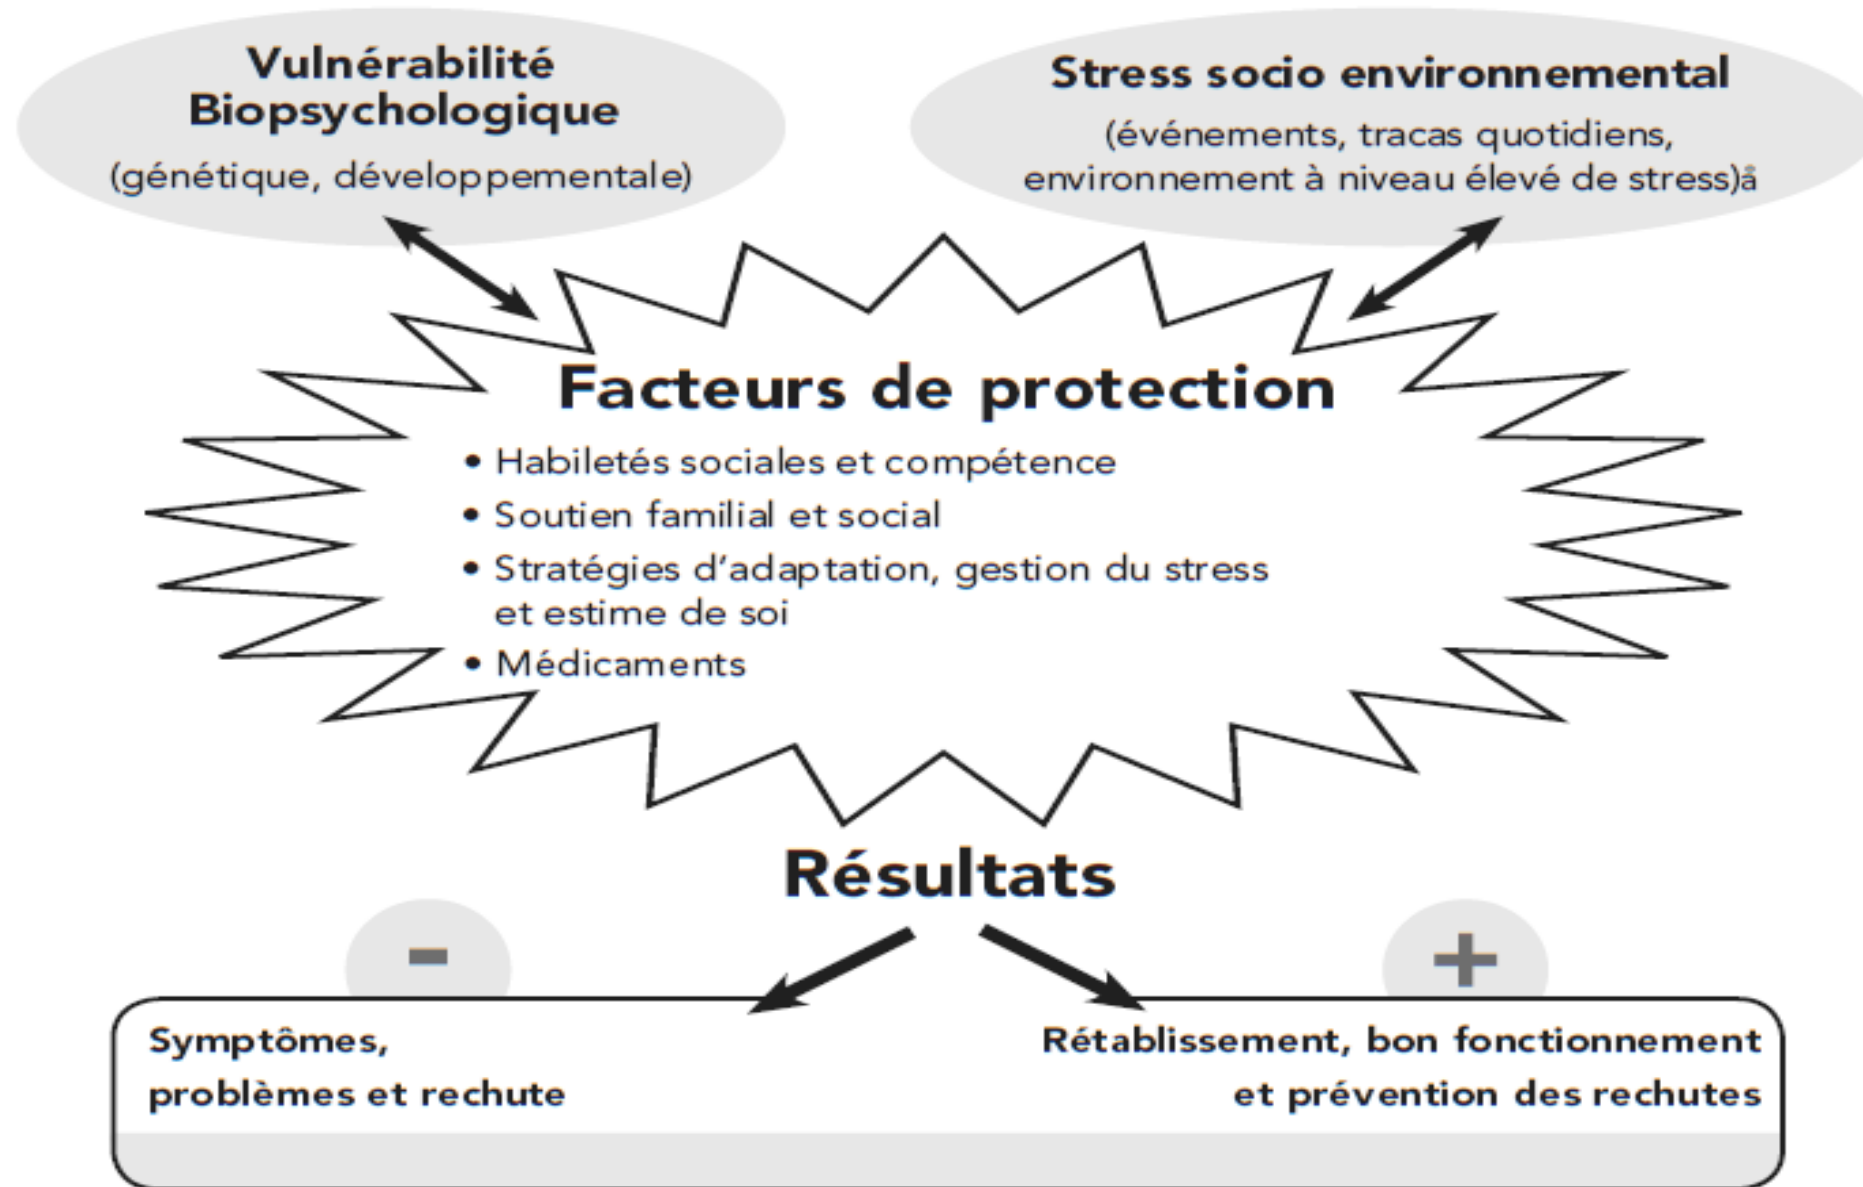 Vulnérabilité
Biopsychologique
(génétique, développementale)
Stress socio environnemental
(événements, tracas quotidiens,
environnement à niveau élevé de stress)å
Facteurs de protection
• Habiletés sociales et compétence
• Soutien familial et social
• Stratégies d’adaptation, gestion du stress
et estime de soi
• Médicaments
Résultats
-
+
Symptômes,
problèmes et rechute
Rétablissement, bon fonctionnement
et prévention des rechutes